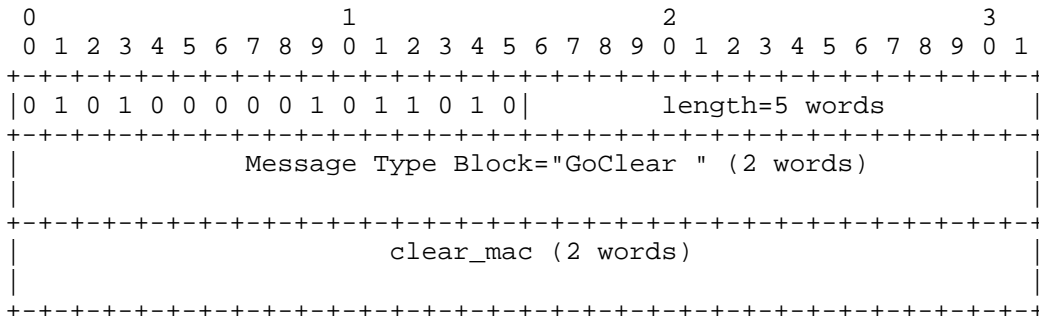 0                   1                   2                   3
 0 1 2 3 4 5 6 7 8 9 0 1 2 3 4 5 6 7 8 9 0 1 2 3 4 5 6 7 8 9 0 1
+-+-+-+-+-+-+-+-+-+-+-+-+-+-+-+-+-+-+-+-+-+-+-+-+-+-+-+-+-+-+-+-+
|0 1 0 1 0 0 0 0 0 1 0 1 1 0 1 0|        length=5 words         |
+-+-+-+-+-+-+-+-+-+-+-+-+-+-+-+-+-+-+-+-+-+-+-+-+-+-+-+-+-+-+-+-+
|              Message Type Block="GoClear " (2 words)          |
|                                                               |
+-+-+-+-+-+-+-+-+-+-+-+-+-+-+-+-+-+-+-+-+-+-+-+-+-+-+-+-+-+-+-+-+
|                       clear_mac (2 words)                     |
|                                                               |
+-+-+-+-+-+-+-+-+-+-+-+-+-+-+-+-+-+-+-+-+-+-+-+-+-+-+-+-+-+-+-+-+